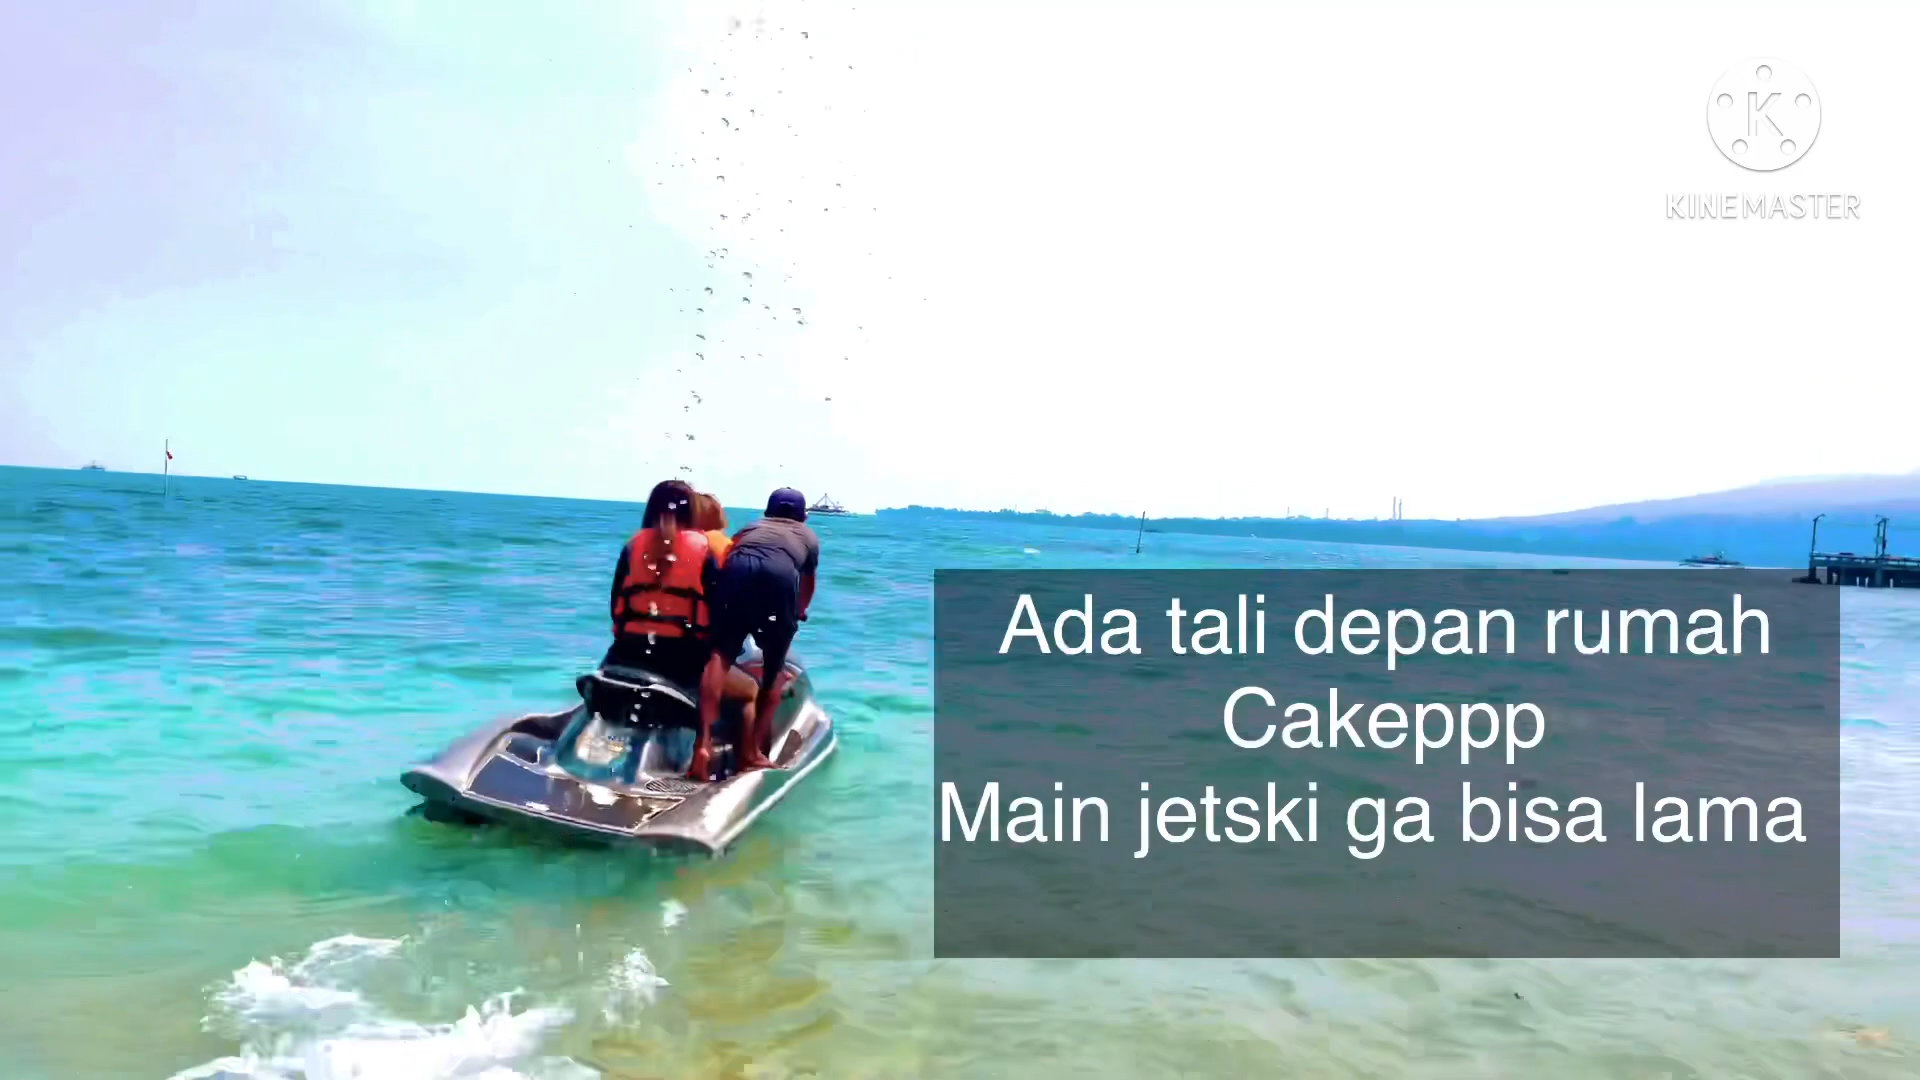 K
KINEMASTER
Ada tali depan rumah
Cakeppp
Main jetski ga bisa lama